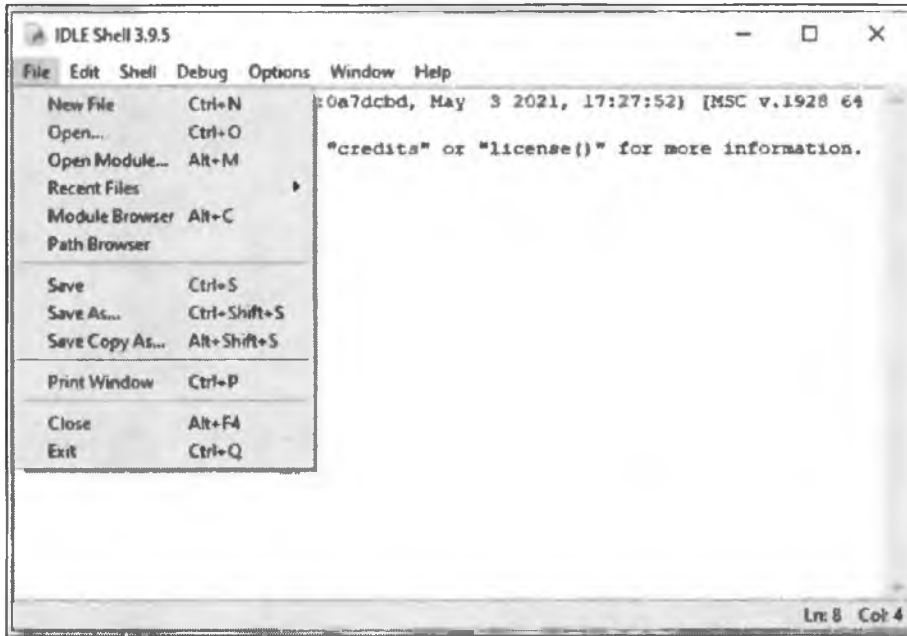 IDLE Shell 3.9.5
File Edit Shell Debug Options Window Help
New File Ctrl+N
:0a7dcbd, May 3 2021, 17:27:52) [MSC v.1928 64
Open... Ctrl+O
Open Module... Alt+M
"credits" or "license()" for more information.
Recent Files
Module Browser Alt+C
Path Browser
Save Ctrl+S
Save As... Ctrl+Shift+S
Save Copy As... Alt+Shift+S
Print Window Ctrl+P
Close Alt+F4
Exit Ctrl+Q
Ln: 8 Col: 4